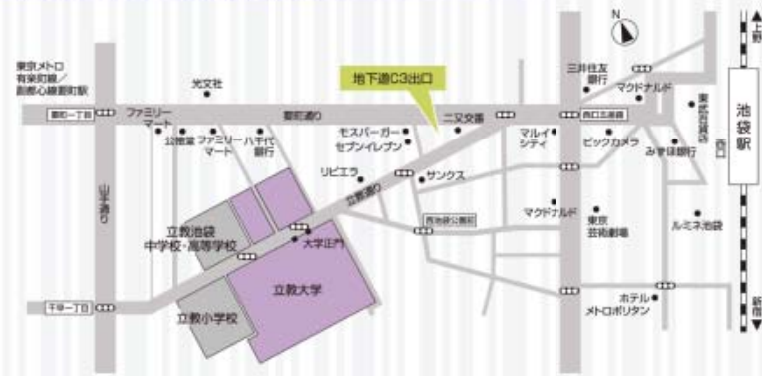 N
▲上野
東京メトロ
有楽町線／
副都心線要町駅
光文社
地下道C3出口
三井住友
銀行
マクドナルド
東武百貨店
池袋駅
西口
要町一丁目
ファミリー
マート
公撮堂
ファミリー
マート
八千代
銀行
要町通り
モスバーガー
セブンイレブン
二又交番
マルイ
シティ
西口五差路
ビックカメラ
みずほ銀行
山手通り
リビエラ
立教通り
サンクス
西池袋公園前
マクドナルド
東京
芸術劇場
ルミネ池袋
立教池袋
中学校・高等学校
大学正門
立教大学
立教小学校
千早一丁目
ホテル
メトロポリタン
新宿▼